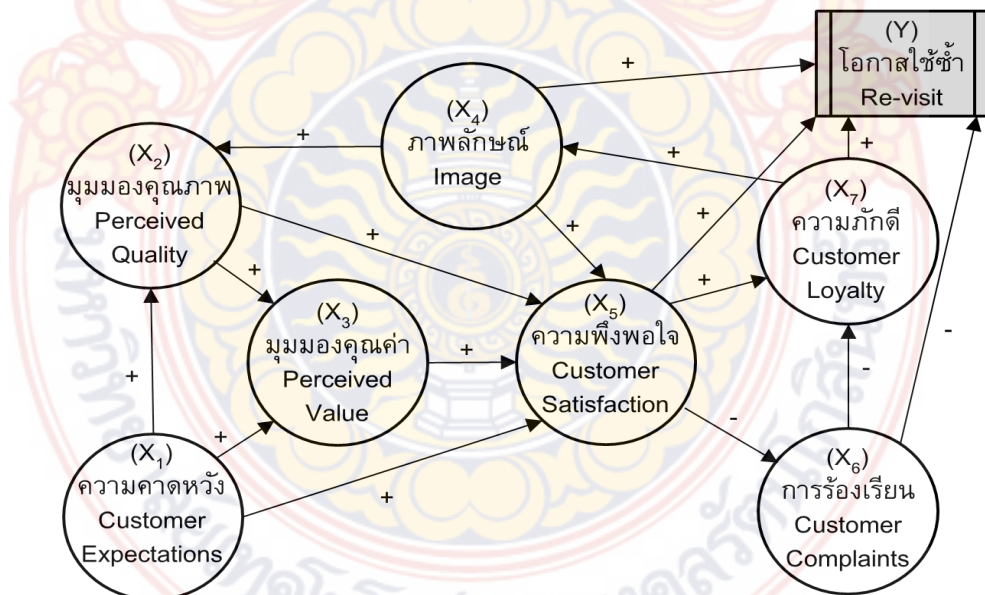 (Y)
โอกาสใช้ซ้ำ
Re-visit
+
(X4)
ภาพลักษณ์
Image
+
(X2)
มุมมองคุณภาพ
Perceived
Quality
+
+
(X7)
ความภักดี
Customer
Loyalty
+
+
+
+
+
+
(X5)
ความพึงพอใจ
Customer
Satisfaction
(X3)
มุมมองคุณค่า
Perceived
Value
+
-
+
-
-
+
(X1)
ความคาดหวัง
Customer
Expectations
+
(X6)
การร้องเรียน
Customer
Complaints